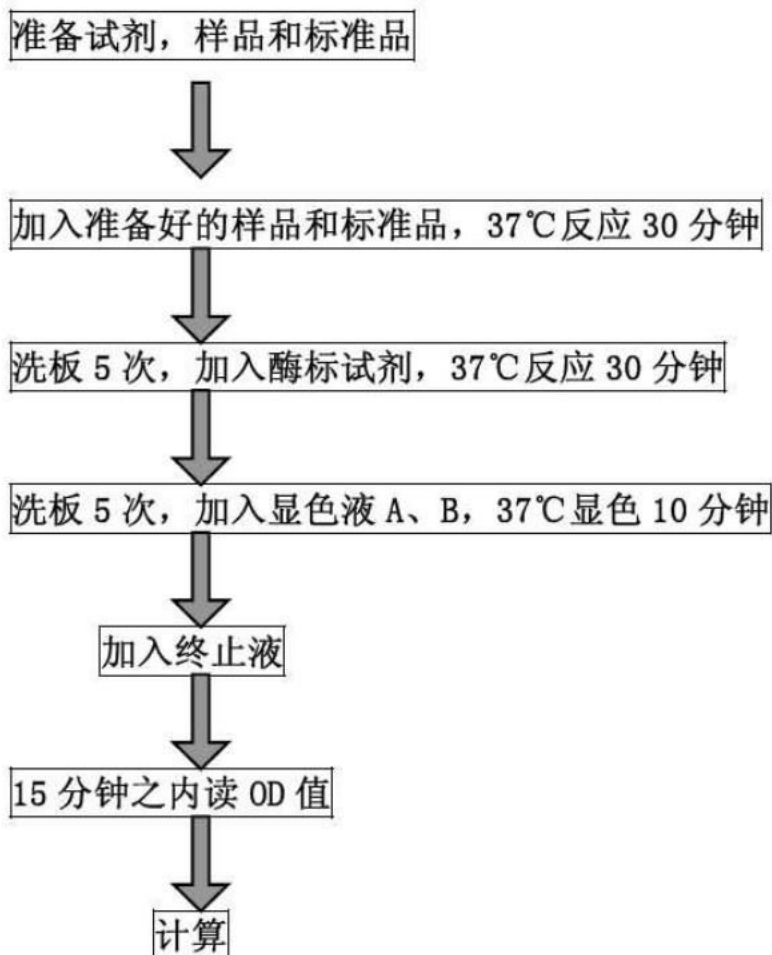 准备试剂，样品和标准品
加入准备好的样品和标准品，37℃反应 30 分钟
洗板 5 次，加入酶标试剂，37℃反应 30 分钟
洗板 5 次，加入显色液 A、B，37℃显色 10 分钟
加入终止液
15 分钟之内读 OD 值
计算